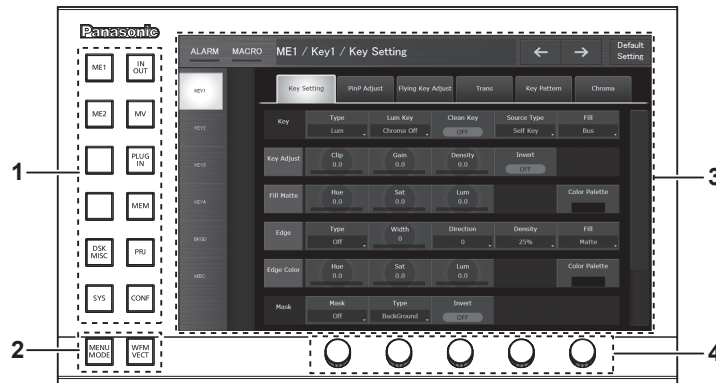 Panasonic
ALARM MACRO ME1 / Key1 / Key Setting ← → Default Setting
ME1 IN OUT
ME2 MV
PLUG IN
MEM
DSK MISC PRJ
SYS CONF
MENU MODE WFM VECT
KEY1
KEY2
KEY3
KEY4
BKGD
MISC
Key Setting PinP Adjust Flying Key Adjust Trans Key Pattern Chroma
Key Type Lum Lum Key Chroma Off Clean Key OFF Source Type Self Key Fill Bus
Key Adjust Clip 0.0 Gain 0.0 Density 0.0 Invert OFF
Fill Matte Hue 0.0 Sat 0.0 Lum 0.0 Color Palette
Edge Type Off Width 0 Direction 0 Density 25% Fill Matte
Edge Color Hue 0.0 Sat 0.0 Lum 0.0 Color Palette
Mask Mask Off Type BackGround Invert OFF
1
2
3
4